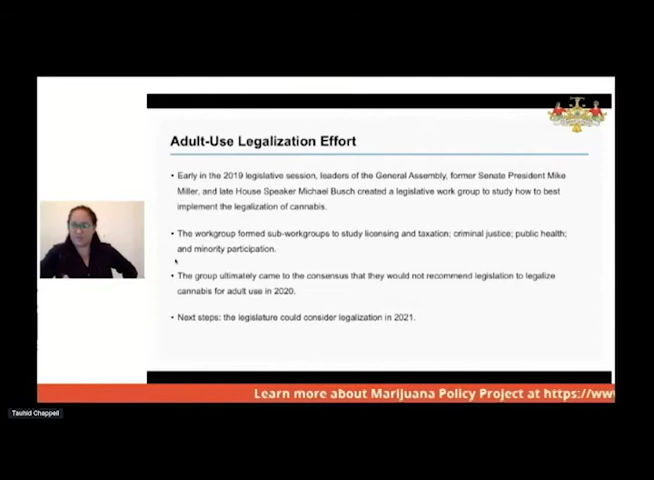 Adult-Use Legalization Effort
• Early in the 2019 legislative session, leaders of the General Assembly, former Senate President Mike
Miller, and late House Speaker Michael Busch created a legislative work group to study how to best
implement the legalization of cannabis.
• The workgroup formed sub-workgroups to study licensing and taxation; criminal justice; public health;
and minority participation.
• The group ultimately came to the consensus that they would not recommend legislation to legalize
cannabis for adult use in 2020.
• Next steps: the legislature could consider legalization in 2021.
Learn more about Marijuana Policy Project at https://ww
Tauhid Chappell